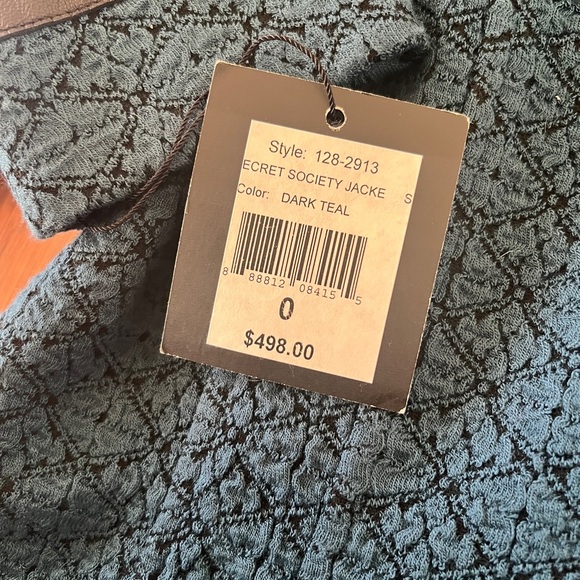 Style: 128-2913
ECRET SOCIETY JACKE S
Color: DARK TEAL
8 88812 08415 5
0
$498.00